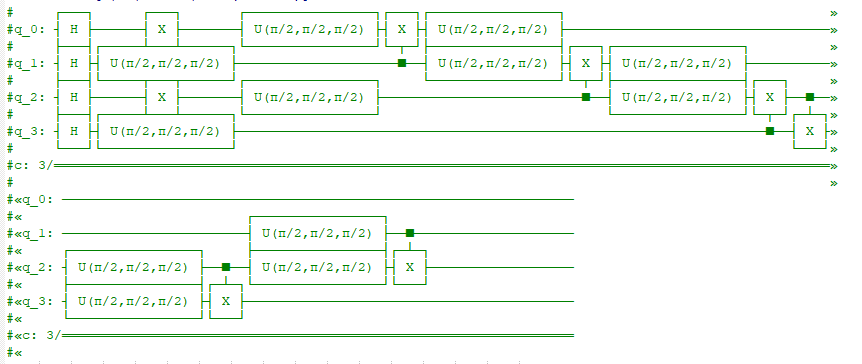 #      ┌───┐      ┌───┐      ┌────────────────┐┌───┐┌────────────────┐                                   »
#q_0: ┤ H ├──────┤ X ├──────┤ U(π/2,π/2,π/2) ├┤ X ├┤ U(π/2,π/2,π/2) ├───────────────────────────────────»
#      ├───┤┌─────┴───┴──────┐└────────────────┘└─┬─┘├────────────────┤┌───┐┌────────────────┐          »
#q_1: ┤ H ├┤ U(π/2,π/2,π/2) ├────────────────────■──┤ U(π/2,π/2,π/2) ├┤ X ├┤ U(π/2,π/2,π/2) ├──────────»
#      ├───┤└─────┬───┬──────┘┌────────────────┐     └────────────────┘└─┬─┘├────────────────┤┌───┐     »
#q_2: ┤ H ├──────┤ X ├──────┤ U(π/2,π/2,π/2) ├─────────────────────────■──┤ U(π/2,π/2,π/2) ├┤ X ├──■──»
#      ├───┤┌─────┴───┴──────┐└────────────────┘                            └────────────────┘└─┬─┘┌─┴─┐»
#q_3: ┤ H ├┤ U(π/2,π/2,π/2) ├──────────────────────────────────────────────────────────────────■──┤ X ├»
#      └───┘└────────────────┘                                                                     └───┘»
#c: 3/══════════════════════════════════════════════════════════════════════════════════════════════════»
#                                                                                                      »
#«q_0: ───────────────────────────────────────────────
#«                             ┌────────────────┐
#«q_1: ────────────────────────┤ U(π/2,π/2,π/2) ├──■──
#«      ┌────────────────┐     ├────────────────┤┌─┴─┐
#«q_2: ┤ U(π/2,π/2,π/2) ├──■──┤ U(π/2,π/2,π/2) ├┤ X ├
#«      ├────────────────┤┌─┴─┐└────────────────┘└───┘
#«q_3: ┤ U(π/2,π/2,π/2) ├┤ X ├───────────────────────
#«      └────────────────┘└───┘
#«c: 3/═══════════════════════════════════════════════
#«